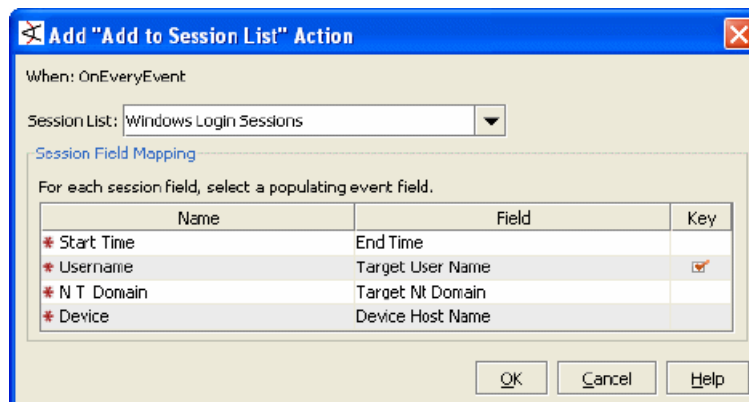 Add "Add to Session List" Action
When: OnEveryEvent
Session List: Windows Login Sessions
Session Field Mapping
For each session field, select a populating event field.
Name Field Key
* Start Time End Time
* Username Target User Name
* N T Domain Target Nt Domain
* Device Device Host Name
OK Cancel Help